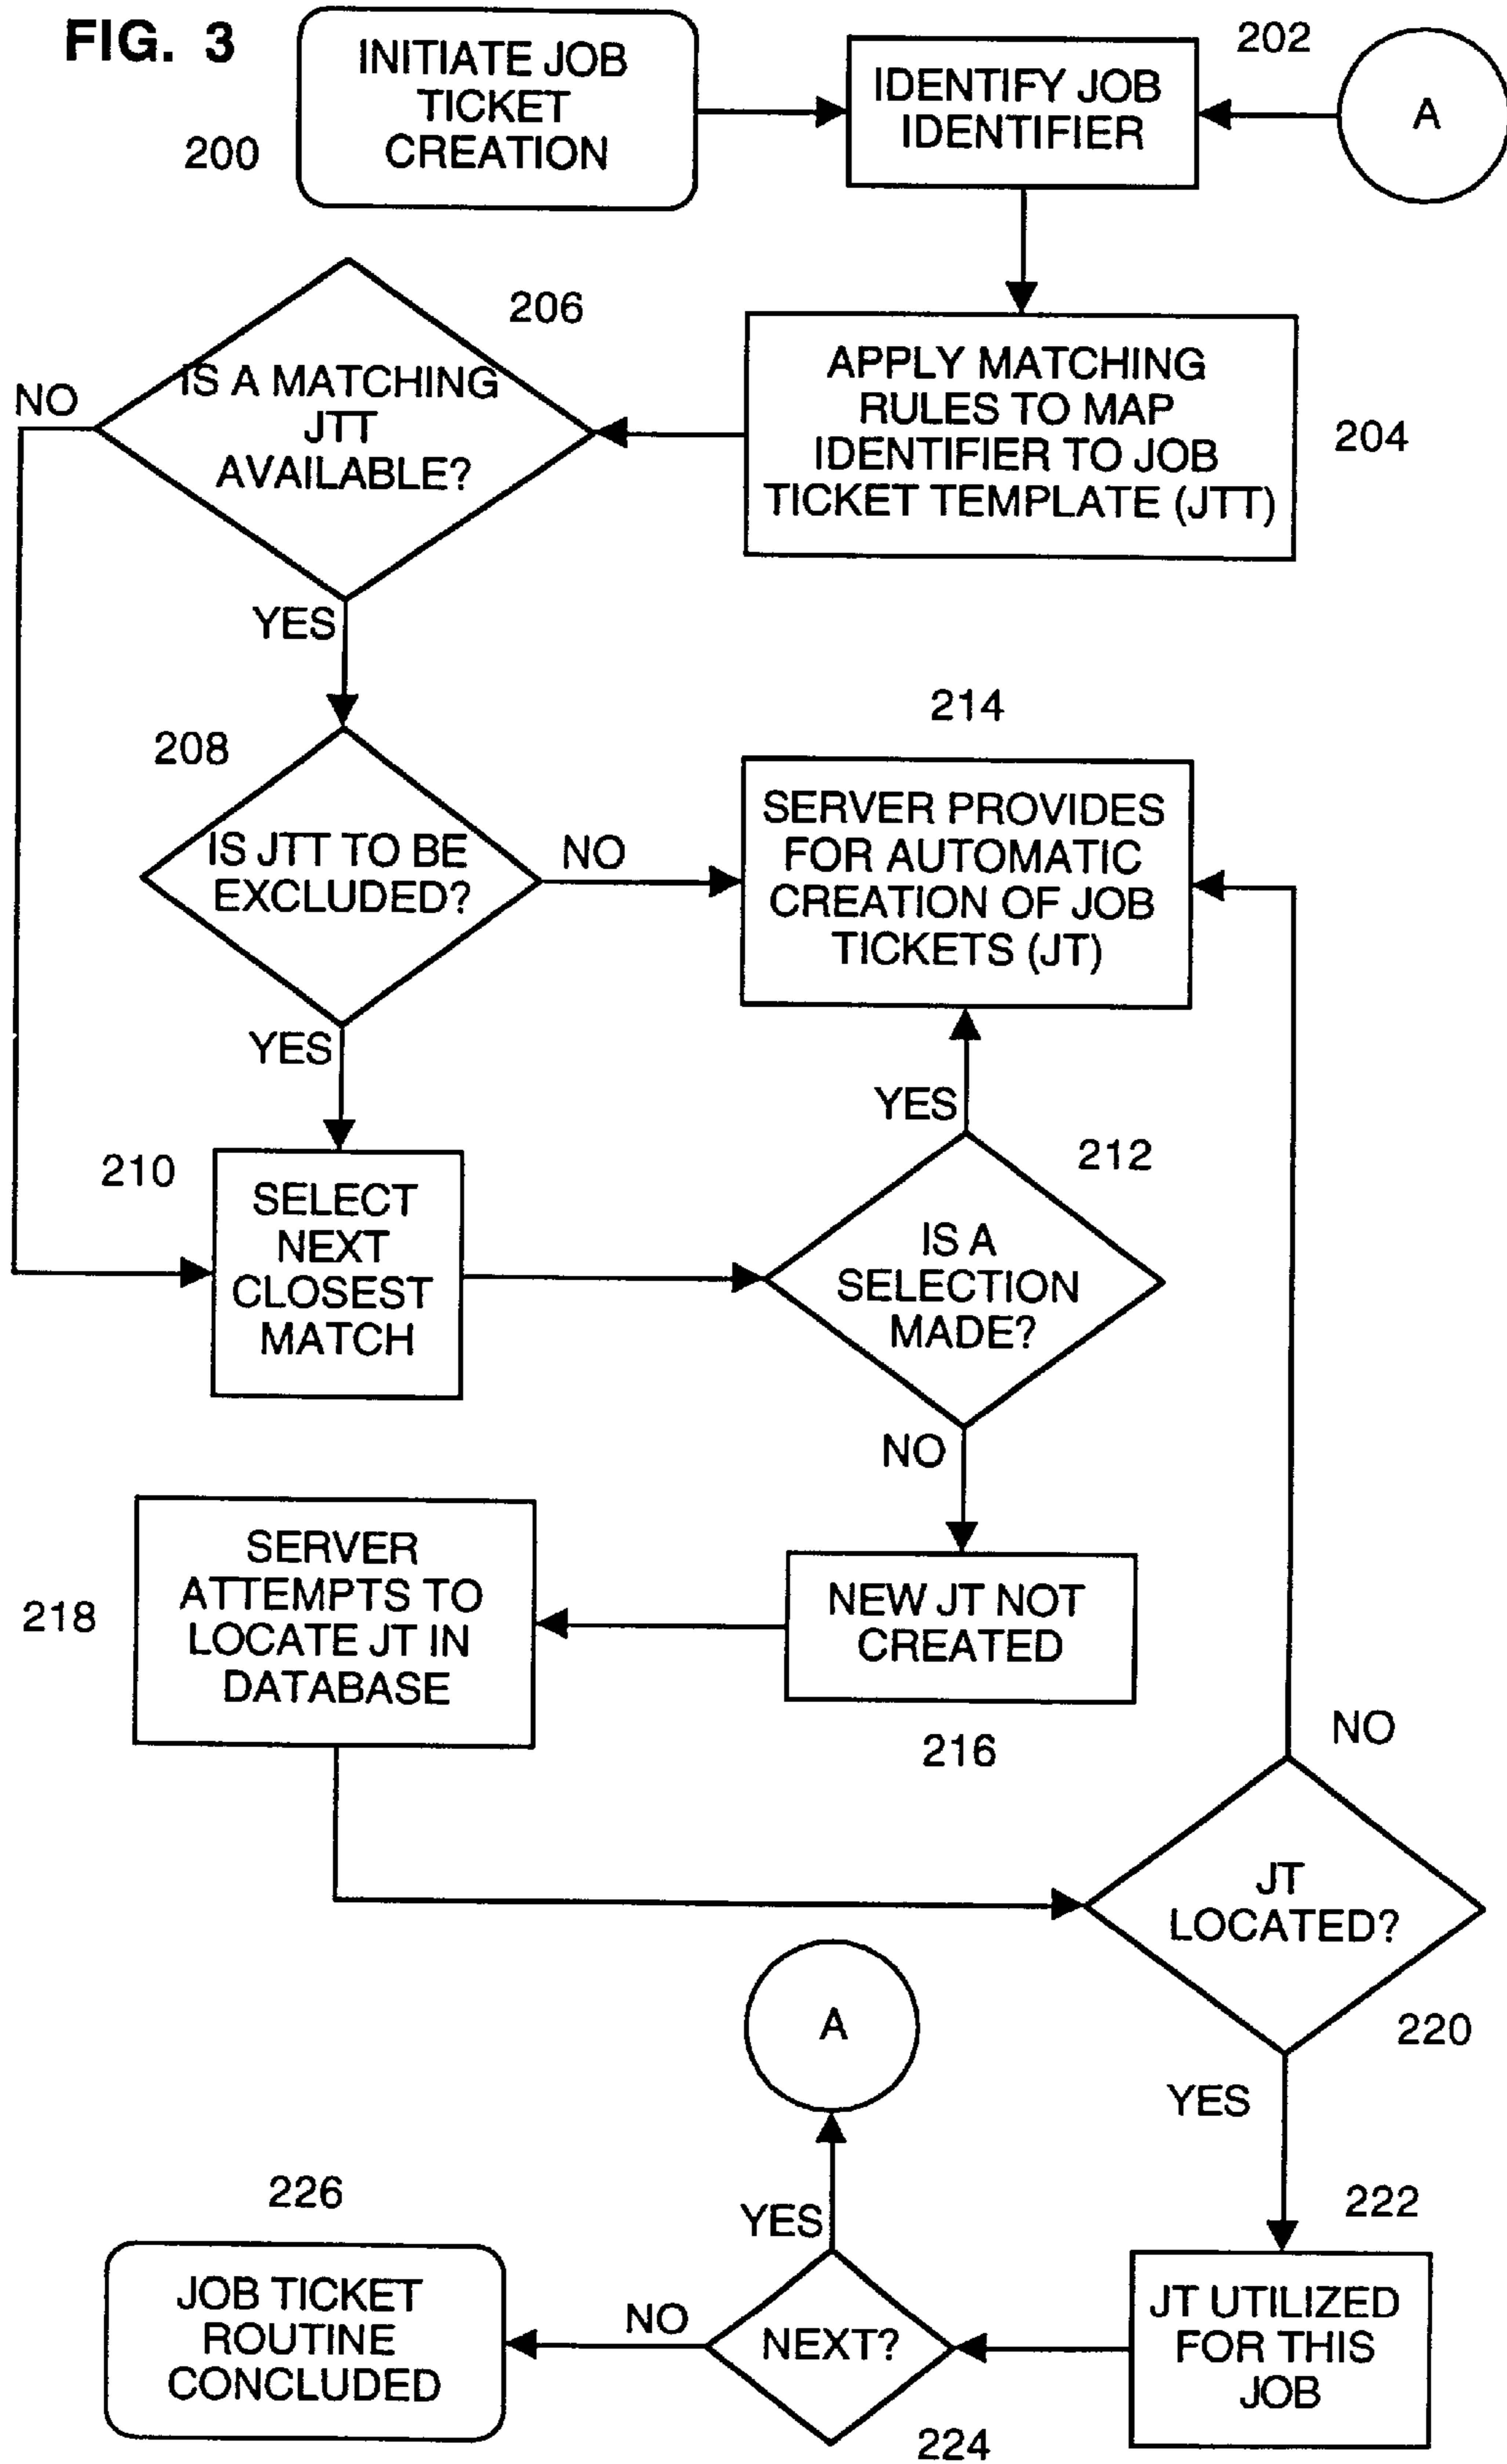 FIG. 3
INITIATE JOB
TICKET
CREATION
200
IDENTIFY JOB
IDENTIFIER
202
A
206
IS A MATCHING
JTT
AVAILABLE?
NO
YES
APPLY MATCHING
RULES TO MAP
IDENTIFIER TO JOB
TICKET TEMPLATE (JTT)
204
208
IS JTT TO BE
EXCLUDED?
NO
YES
214
SERVER PROVIDES
FOR AUTOMATIC
CREATION OF JOB
TICKETS (JT)
YES
210
SELECT
NEXT
CLOSEST
MATCH
212
IS A
SELECTION
MADE?
NO
218
SERVER
ATTEMPTS TO
LOCATE JT IN
DATABASE
NEW JT NOT
CREATED
216
NO
JT
LOCATED?
220
YES
A
YES
226
JOB TICKET
ROUTINE
CONCLUDED
NO
NEXT?
224
222
JT UTILIZED
FOR THIS
JOB